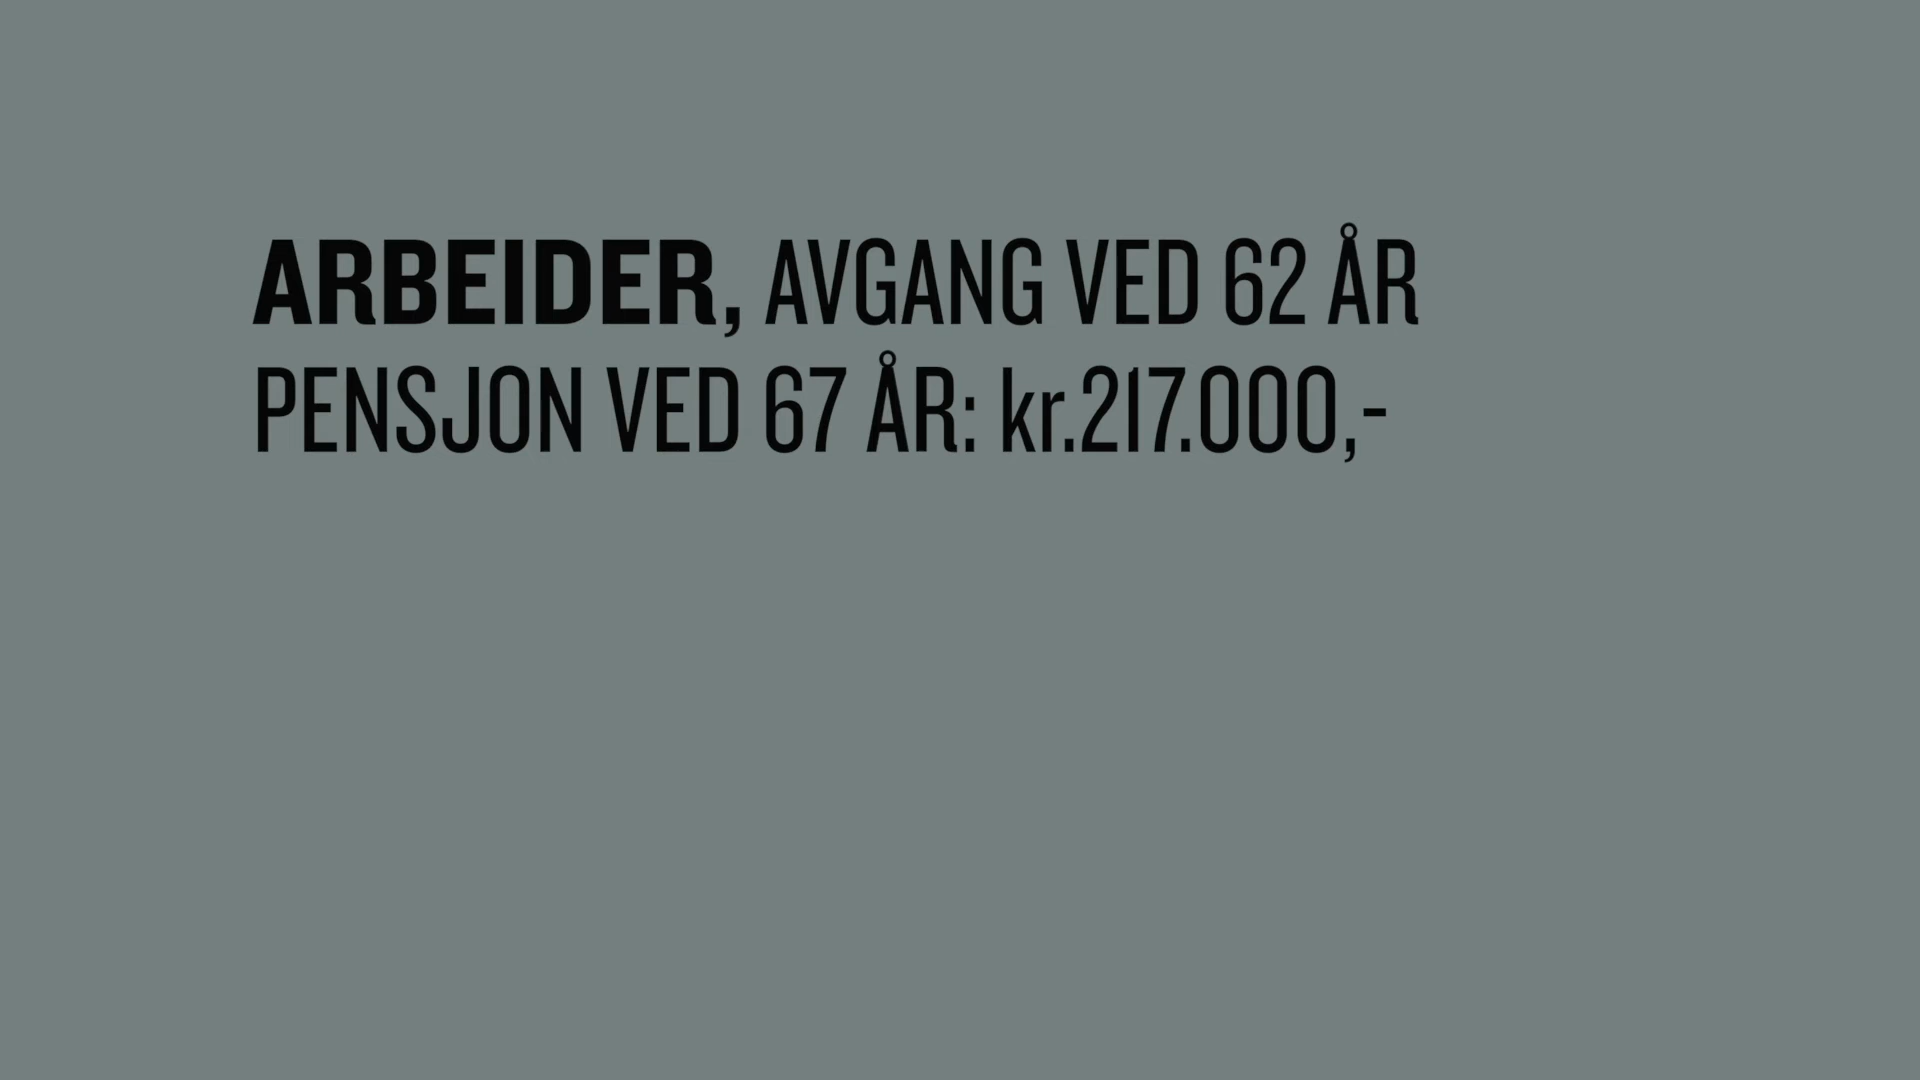 ARBEIDER, AVGANG VED 62 ÅR
PENSJON VED 67 ÅR: kr.217.000,-